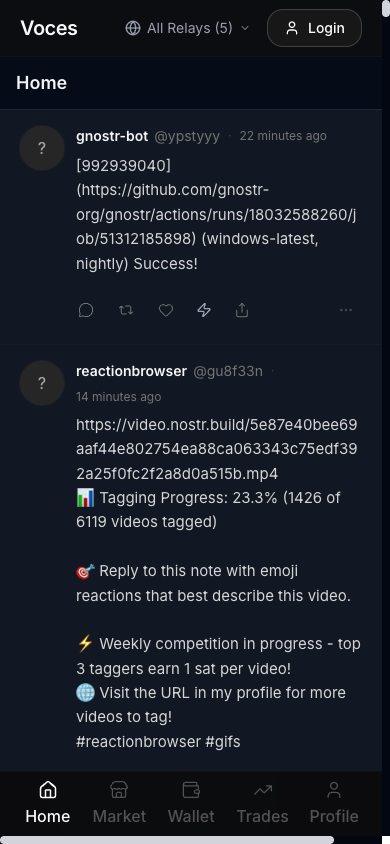 Voces
All Relays (5)
Login
Home
gnostr-bot @ypstyyy · 22 minutes ago
?
[992939040]
(https://github.com/gnostr-
org/gnostr/actions/runs/18032588260/j
ob/51312185898) (windows-latest,
nightly) Success!
reactionbrowser @gu8f33n ·
?
14 minutes ago
https://video.nostr.build/5e87e40bee69
aaf44e802754ea88ca063343c75edf39
2a25f0fc2f2a8d0a515b.mp4
📊 Tagging Progress: 23.3% (1426 of
6119 videos tagged)
🎯 Reply to this note with emoji
reactions that best describe this video.
⚡ Weekly competition in progress - top
3 taggers earn 1 sat per video!
🌐 Visit the URL in my profile for more
videos to tag!
#reactionbrowser #gifs
Home Market Wallet Trades Profile